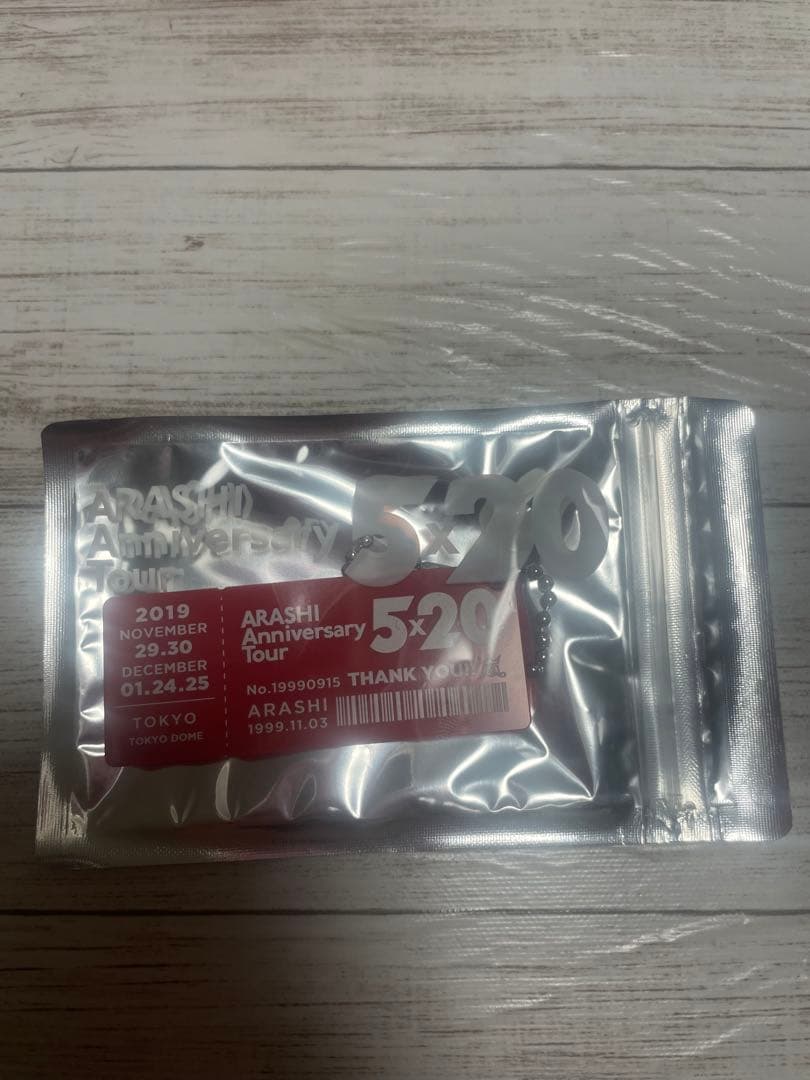 ARASHI
Anniversary
Tour
5x20
2019
NOVEMBER
29.30
DECEMBER
01.24.25
TOKYO
TOKYO DOME
ARASHI
Anniversary
Tour
5x20
No.19990915 THANK YOU!!
ARASHI
1999.11.03